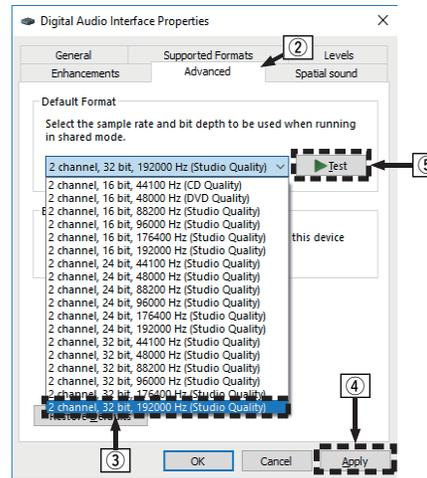 Digital Audio Interface Properties
②
General Supported Formats Levels
Enhancements Advanced Spatial sound
Default Format
Select the sample rate and bit depth to be used when running
in shared mode.
2 channel, 32 bit, 192000 Hz (Studio Quality) Test ⑤
2 channel, 16 bit, 44100 Hz (CD Quality)
2 channel, 16 bit, 48000 Hz (DVD Quality)
2 channel, 16 bit, 88200 Hz (Studio Quality)
2 channel, 16 bit, 96000 Hz (Studio Quality)
2 channel, 16 bit, 176400 Hz (Studio Quality) this device
2 channel, 16 bit, 192000 Hz (Studio Quality)
2 channel, 24 bit, 44100 Hz (Studio Quality)
2 channel, 24 bit, 48000 Hz (Studio Quality)
2 channel, 24 bit, 88200 Hz (Studio Quality)
2 channel, 24 bit, 96000 Hz (Studio Quality)
2 channel, 24 bit, 176400 Hz (Studio Quality)
2 channel, 24 bit, 192000 Hz (Studio Quality)
2 channel, 32 bit, 44100 Hz (Studio Quality)
2 channel, 32 bit, 48000 Hz (Studio Quality)
2 channel, 32 bit, 88200 Hz (Studio Quality)
2 channel, 32 bit, 96000 Hz (Studio Quality)
2 channel, 32 bit, 176400 Hz (Studio Quality)
2 channel, 32 bit, 192000 Hz (Studio Quality)
③ ④
OK Cancel Apply